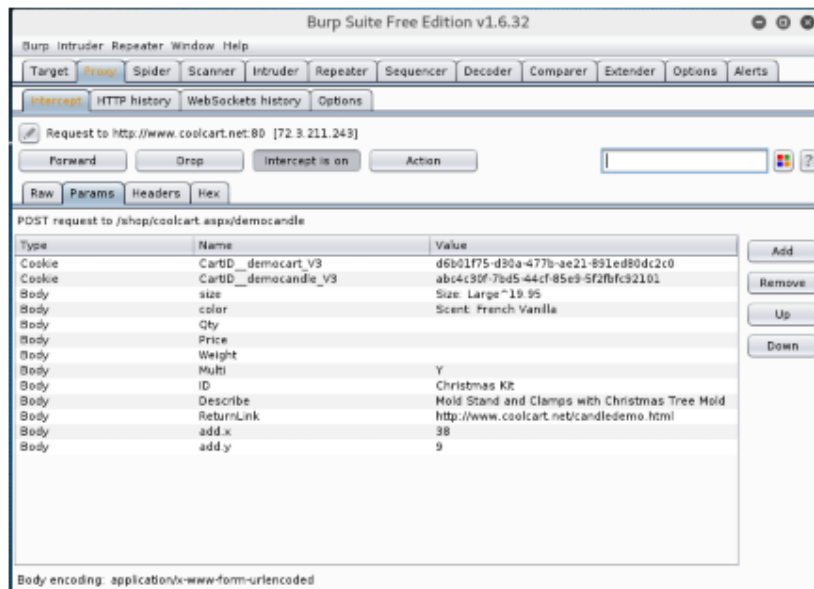 Burp Suite Free Edition v1.6.32
Burp Intruder Repeater Window Help
Target Proxy Spider Scanner Intruder Repeater Sequencer Decoder Comparer Extender Options Alerts
Intercept HTTP history WebSockets history Options
Request to http://www.coolcart.net:80 [72.3.211.243]
Forward Drop Intercept is on Action ?
Raw Params Headers Hex
POST request to /shop/coolcart.aspx/democandle
Type Name Value
Cookie CartID__democart_V3 d6b01f75-d30a-477b-ae21-891ed80dc2c0
Cookie CartID__democandle_V3 abc4c30f-7bd5-44cf-85e9-5f2fbfc92101
Body size Size: Large^19.95
Body color Scent: French Vanilla
Body Qty
Body Price
Body Weight
Body Multi Y
Body ID Christmas Kit
Body Describe Mold Stand and Clamps with Christmas Tree Mold
Body ReturnLink http://www.coolcart.net/candledemo.html
Body add.x 38
Body add.y 9
Add
Remove
Up
Down
Body encoding: application/x-www-form-urlencoded